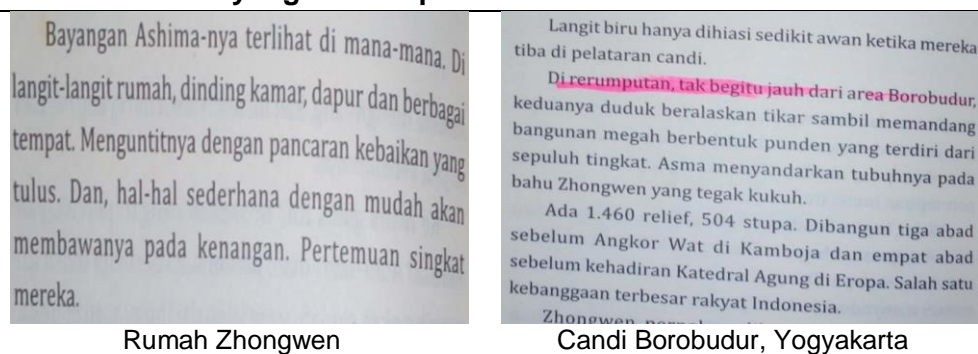 Bayangan Ashima-nya terlihat di mana-mana. Di
langit-langit rumah, dinding kamar, dapur dan berbagai
tempat. Menguntitnya dengan pancaran kebaikan yang
tulus. Dan, hal-hal sederhana dengan mudah akan
membawanya pada kenangan. Pertemuan singkat
mereka.
Rumah Zhongwen
Langit biru hanya dihiasi sedikit awan ketika mereka
tiba di pelataran candi.
Di rerumputan, tak begitu jauh dari area Borobudur,
keduanya duduk beralaskan tikar sambil memandang
bangunan megah berbentuk punden yang terdiri dari
sepuluh tingkat. Asma menyandarkan tubuhnya pada
bahu Zhongwen yang tegak kukuh.
Ada 1.460 relief, 504 stupa. Dibangun tiga abad
sebelum Angkor Wat di Kamboja dan empat abad
sebelum kehadiran Katedral Agung di Eropa. Salah satu
kebanggaan terbesar rakyat Indonesia.
Zhongwen
Candi Borobudur, Yogyakarta